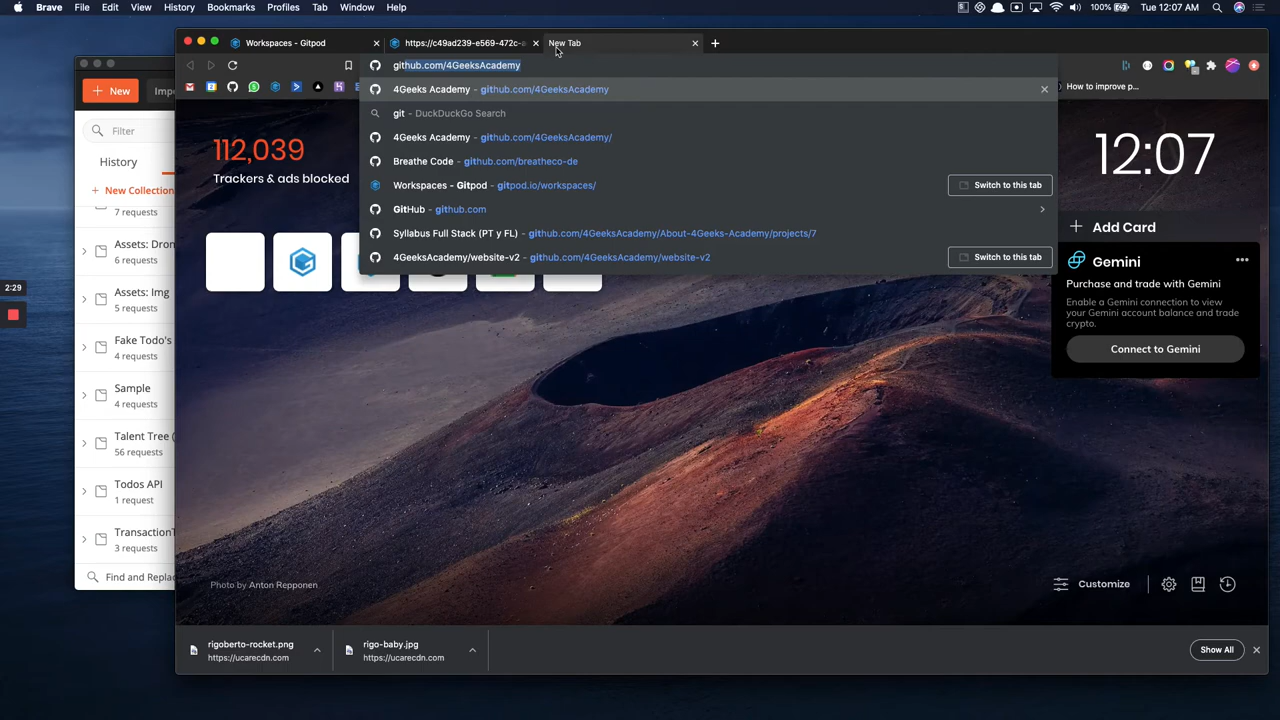 Brave File Edit View History Bookmarks Profiles Tab Window Help
100% Tue 12:07 AM
Workspaces - Gitpod
https://c49ad239-e569-472c-a
New Tab
github.com/4GeeksAcademy
How to improve p...
4Geeks Academy - github.com/4GeeksAcademy
git - DuckDuckGo Search
4Geeks Academy - github.com/4GeeksAcademy/
Breathe Code - github.com/breatheco-de
Workspaces - Gitpod - gitpod.io/workspaces/ Switch to this tab
GitHub - github.com
Syllabus Full Stack (PT y FL) - github.com/4GeeksAcademy/About-4-Geeks-Academy/projects/7
4GeeksAcademy/website-v2 - github.com/4GeeksAcademy/website-v2 Switch to this tab
+ New Impo
Filter
History
+ New Collection
7 requests
Assets: Dron
6 requests
Assets: Img
5 requests
Fake Todo's
4 requests
Sample
4 requests
Talent Tree (
56 requests
Todos API
1 request
TransactionT
3 requests
Find and Replac
2:29
112,039
Trackers & ads blocked
12:07
+ Add Card
Gemini
Purchase and trade with Gemini
Enable a Gemini connection to view
your Gemini account balance and trade
crypto.
Connect to Gemini
Photo by Anton Repponen
Customize
rigoberto-rocket.png
https://ucarecdn.com
rigo-baby.jpg
https://ucarecdn.com
Show All